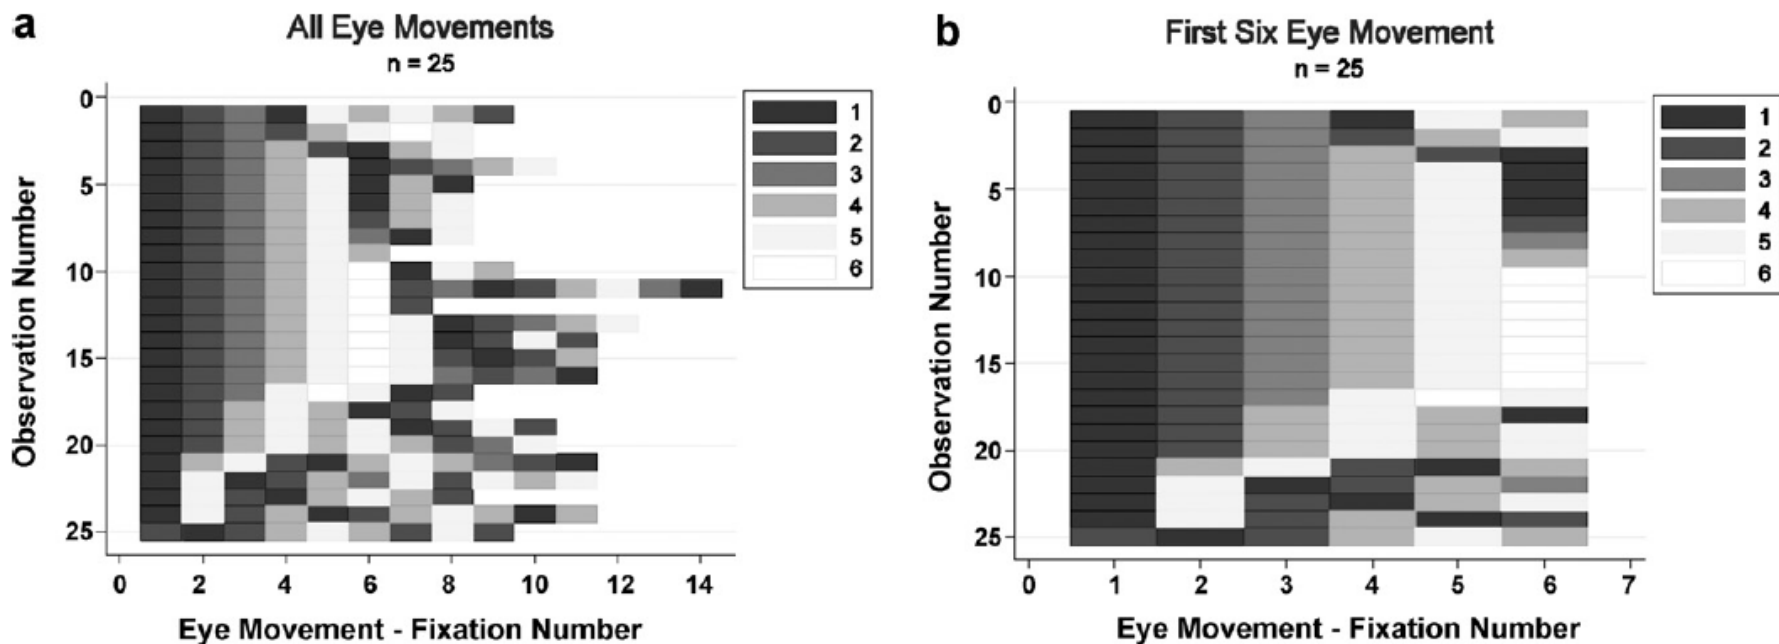 a
All Eye Movements
n = 25
0
5
10
15
20
25
Observation Number
0 2 4 6 8 10 12 14
Eye Movement - Fixation Number
1
2
3
4
5
6
b
First Six Eye Movement
n = 25
0
5
10
15
20
25
Observation Number
0 1 2 3 4 5 6 7
Eye Movement - Fixation Number
1
2
3
4
5
6